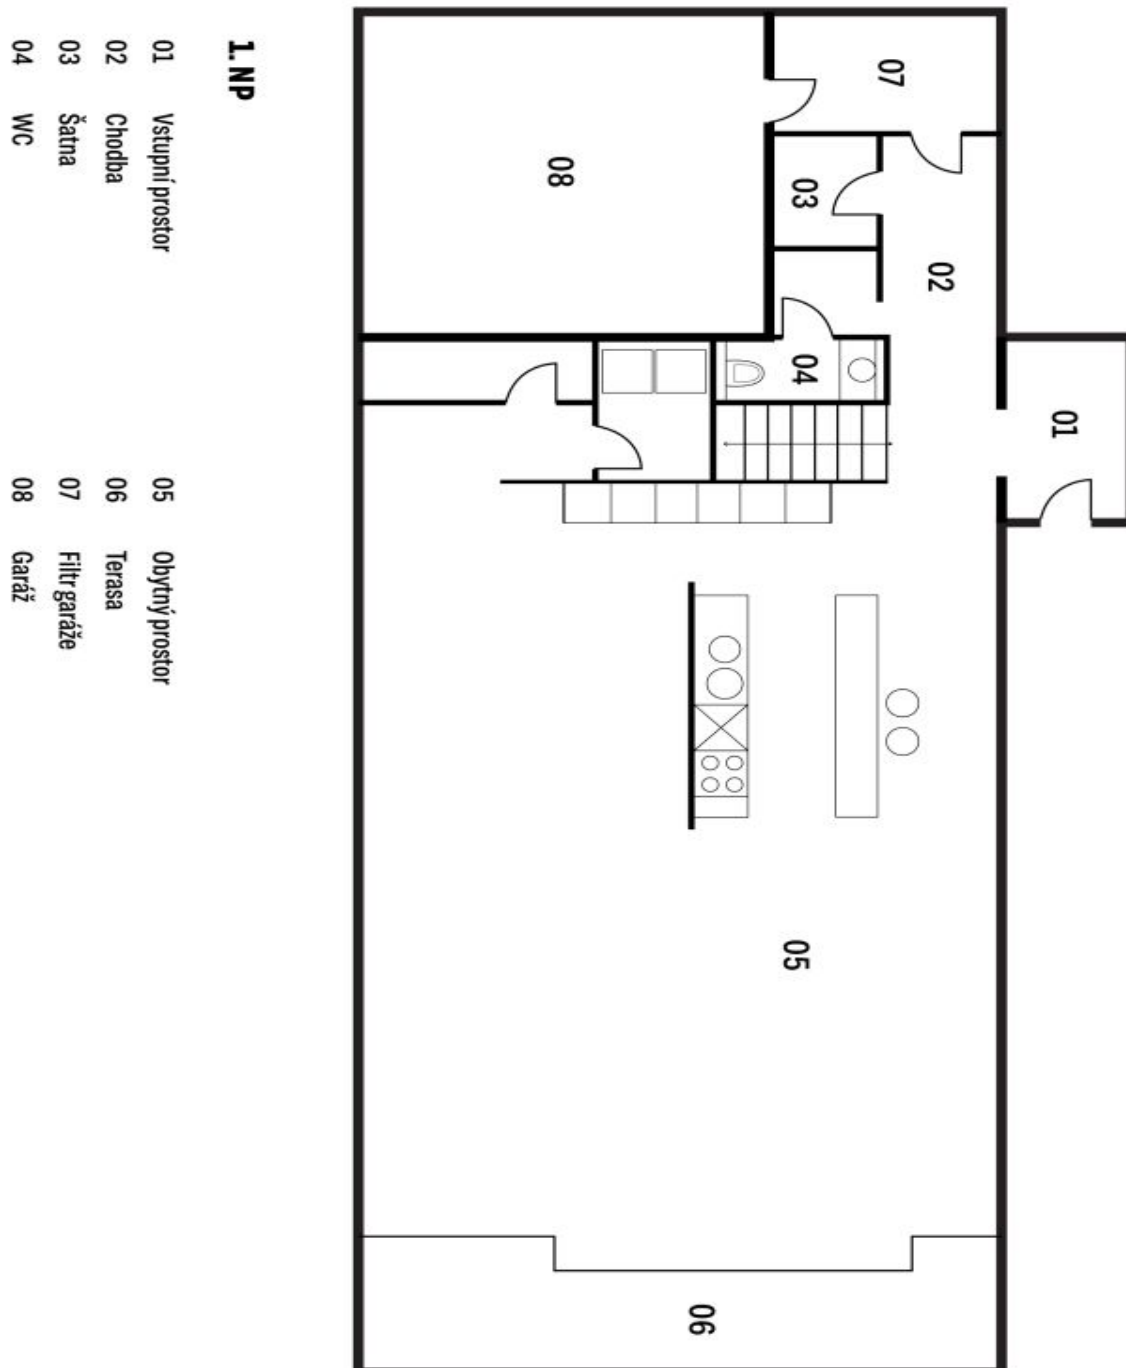 1. NP
01 Vstupní prostor
02 Chodba
03 Šatna
04 WC
05 Obytný prostor
06 Terasa
07 Filtr garáže
08 Garáž
07
08
03
02
04
01
05
06